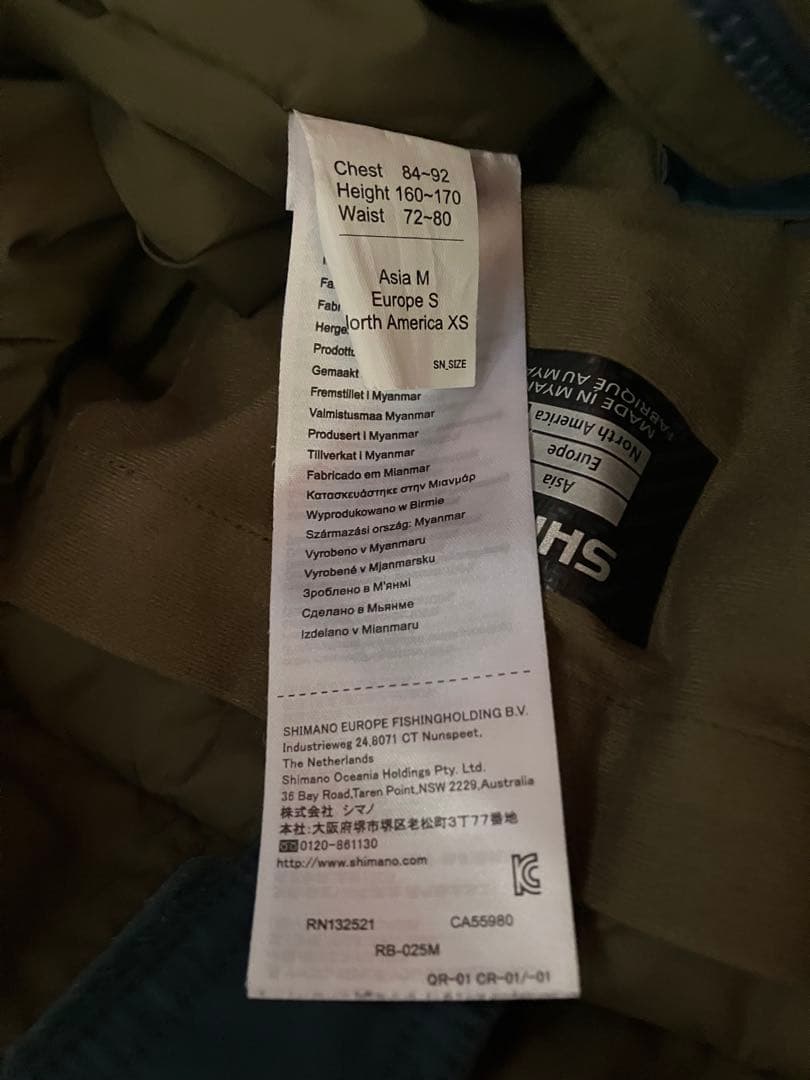 Chest 84~92
Height 160~170
Waist 72~80
Asia M
Europe S
North America XS
SN_SIZE
Gemaakt
Fremstillet i Myanmar
Valmistusmaa Myanmar
Produsert i Myanmar
Tillverkat i Myanmar
Fabricado em Mianmar
Κατασκευάστηκε στην Μιανμάρ
Wyprodukowano w Birmie
Származási ország: Myanmar
Vyrobeno v Myanmaru
Vyrobené v Mjanmarsku
Зроблено в М'янмі
Сделано в Мьянме
Izdelano v Mianmaru
SHIMANO EUROPE FISHINGHOLDING B.V.
Industrieweg 24,8071 CT Nunspeet,
The Netherlands
Shimano Oceania Holdings Pty. Ltd.
36 Bay Road,Taren Point,NSW 2229,Australia
株式会社 シマノ
本社:大阪府堺市堺区老松町3丁77番地
0120-861130
http://www.shimano.com
RN132521 CA55980
RB-025M
QR-01 CR-01/-01
SHI
Asia
Europe
North America
MADE IN MYAN
FABRIQUÉ AU MYA